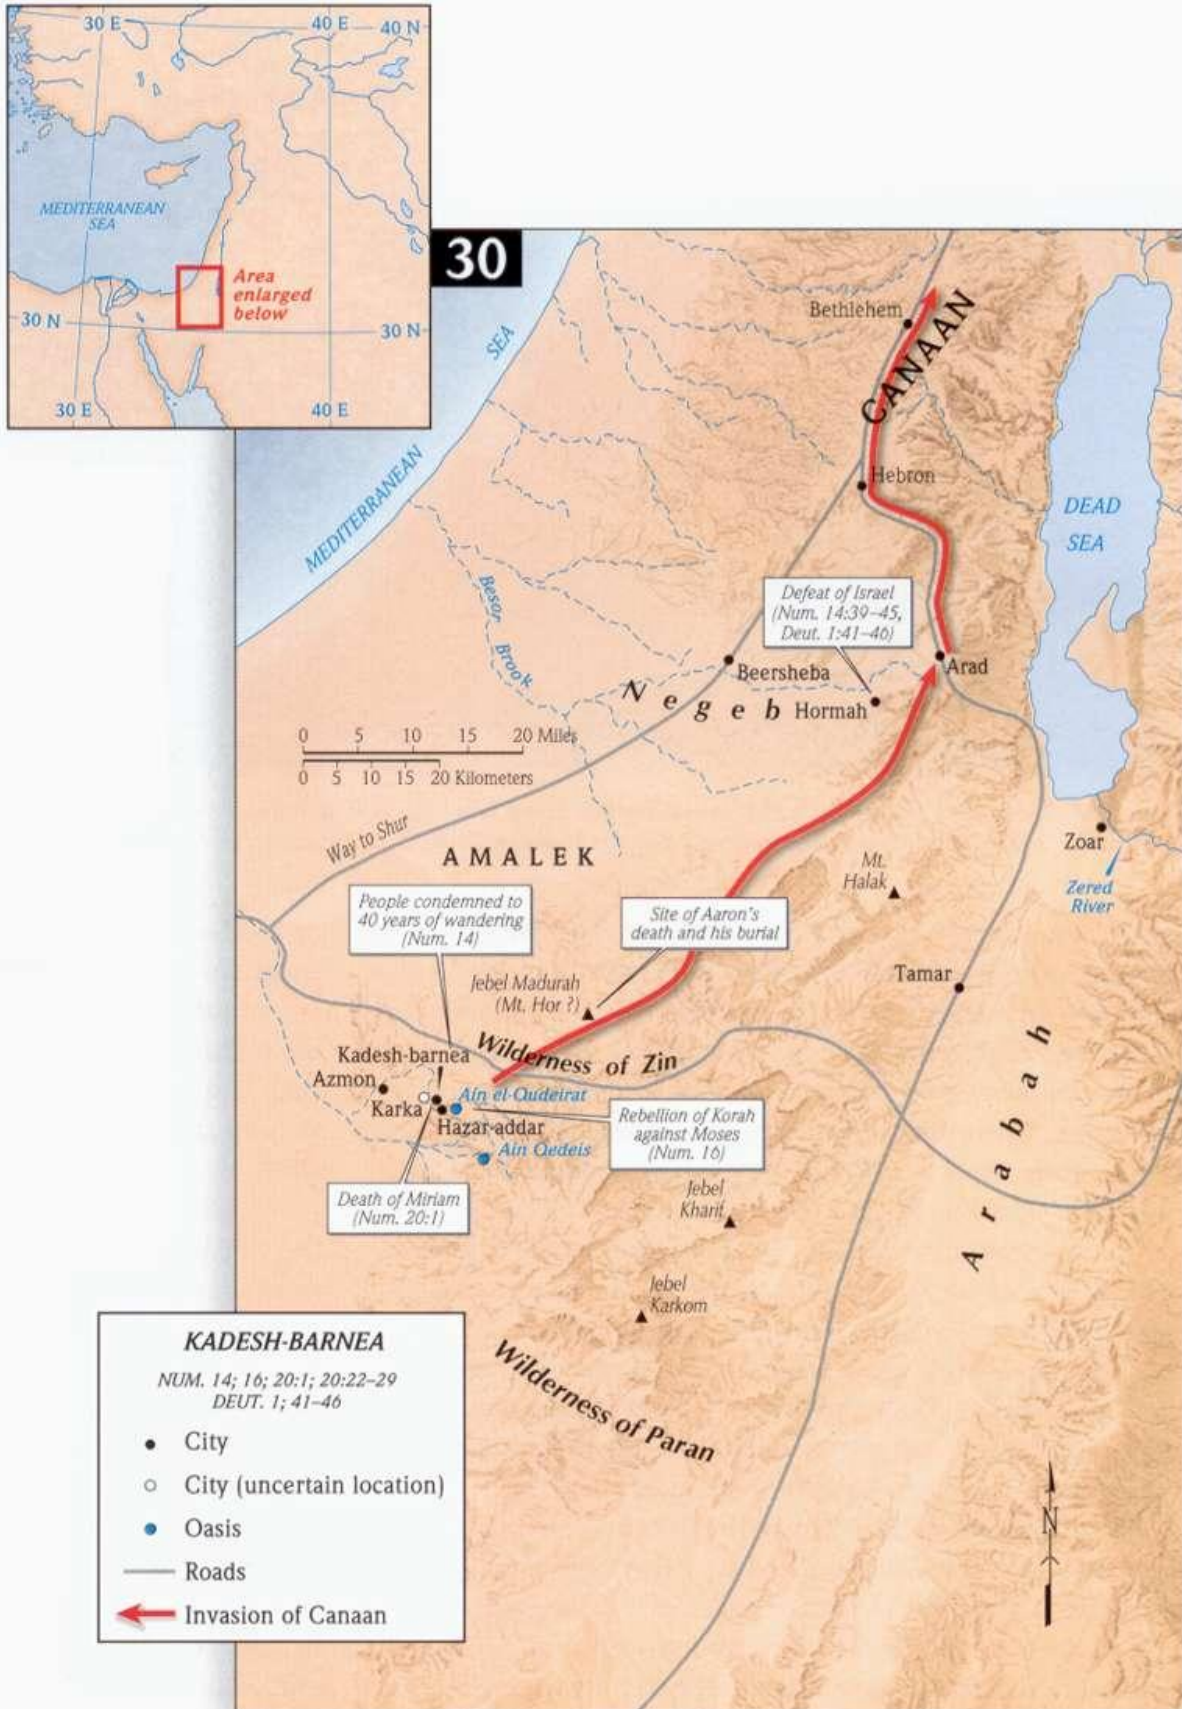 30 E
40 E
40 N
MEDITERRANEAN
SEA
Area
enlarged
below
30 N
30 N
30 E
40 E
30
SEA
MEDITERRANEAN
Bethlehem
CANAAN
Hebron
DEAD
SEA
Defeat of Israel
(Num. 14:39–45,
Deut. 1:41–46)
Besor
Brook
Beersheba
Arad
Negeb
Hormah
0 5 10 15 20 Miles
0 5 10 15 20 Kilometers
Way to Shur
AMALEK
Mt.
Halak
Zoar
Zered
River
People condemned to
40 years of wandering
(Num. 14)
Site of Aaron's
death and his burial
Jebel Madurah
(Mt. Hor ?)
Tamar
Wilderness of Zin
Kadesh-barnea
Azmon
Karka
Ain el-Qudeirat
Hazar-addar
Ain Qedeis
Rebellion of Korah
against Moses
(Num. 16)
Death of Miriam
(Num. 20:1)
Jebel
Kharif
Arabah
Jebel
Karkom
Wilderness of Paran
N
KADESH-BARNEA
NUM. 14; 16; 20:1; 20:22–29
DEUT. 1; 41–46
City
City (uncertain location)
Oasis
Roads
Invasion of Canaan